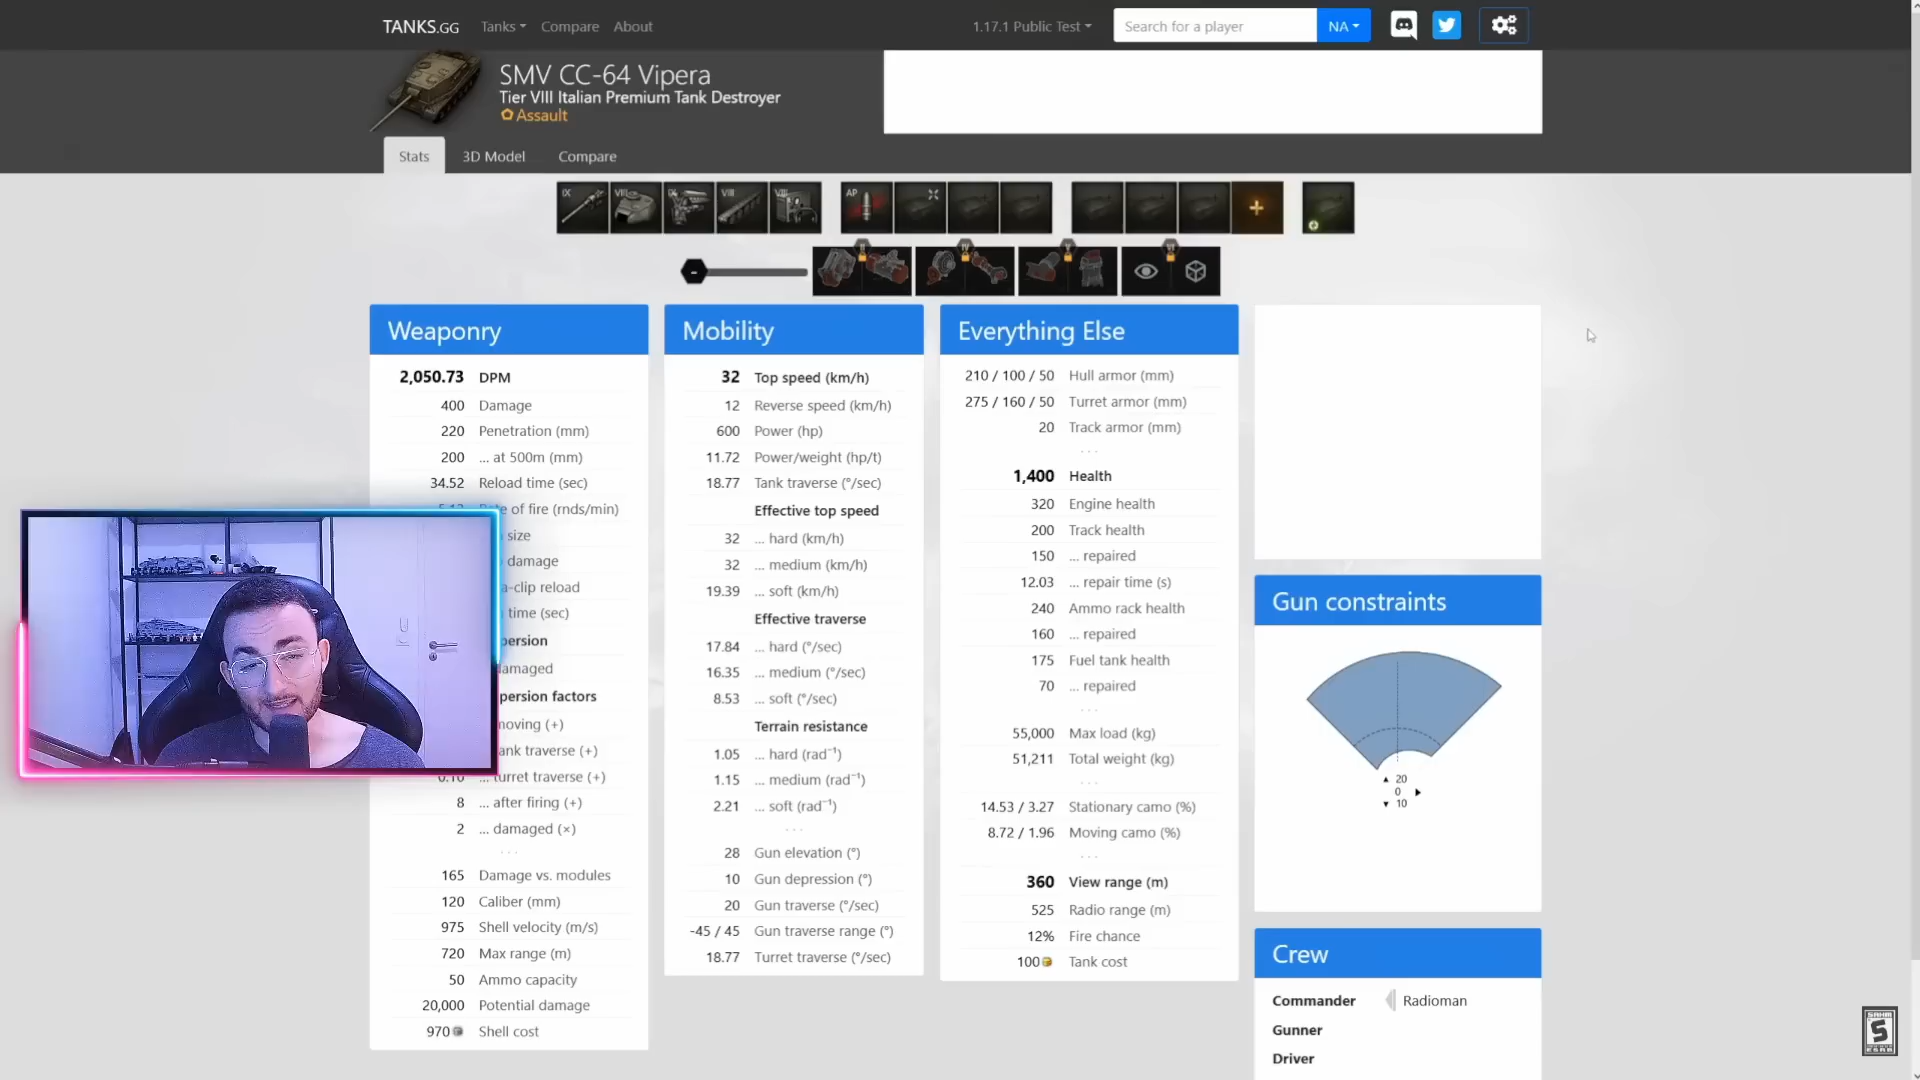 TANKS.GG Tanks Compare About 1.17.1 Public Test Search for a player NA
SMV CC-64 Vipera
Tier VIII Italian Premium Tank Destroyer
Assault
Stats 3D Model Compare
IX VIII IX VIII VIII AP
II IV V VI
Weaponry
2,050.73 DPM
400 Damage
220 Penetration (mm)
200 ... at 500m (mm)
34.52 Reload time (sec)
of fire (rnds/min)
size
damage
a-clip reload
time (sec)
persion
damaged
persion factors
moving (+)
ank traverse (+)
0.10 ... turret traverse (+)
8 ... after firing (+)
2 ... damaged (×)
...
165 Damage vs. modules
120 Caliber (mm)
975 Shell velocity (m/s)
720 Max range (m)
50 Ammo capacity
20,000 Potential damage
970 Shell cost
Mobility
32 Top speed (km/h)
12 Reverse speed (km/h)
600 Power (hp)
11.72 Power/weight (hp/t)
18.77 Tank traverse (°/sec)
Effective top speed
32 ... hard (km/h)
32 ... medium (km/h)
19.39 ... soft (km/h)
Effective traverse
17.84 ... hard (°/sec)
16.35 ... medium (°/sec)
8.53 ... soft (°/sec)
Terrain resistance
1.05 ... hard (rad⁻¹)
1.15 ... medium (rad⁻¹)
2.21 ... soft (rad⁻¹)
...
28 Gun elevation (°)
10 Gun depression (°)
20 Gun traverse (°/sec)
-45 / 45 Gun traverse range (°)
18.77 Turret traverse (°/sec)
Everything Else
210 / 100 / 50 Hull armor (mm)
275 / 160 / 50 Turret armor (mm)
20 Track armor (mm)
...
1,400 Health
320 Engine health
200 Track health
150 ... repaired
12.03 ... repair time (s)
240 Ammo rack health
160 ... repaired
175 Fuel tank health
70 ... repaired
...
55,000 Max load (kg)
51,211 Total weight (kg)
...
14.53 / 3.27 Stationary camo (%)
8.72 / 1.96 Moving camo (%)
...
360 View range (m)
525 Radio range (m)
12% Fire chance
100 Tank cost
Gun constraints
▲ 20
0 ▶
▼ 10
Crew
Commander Radioman
Gunner
Driver
S